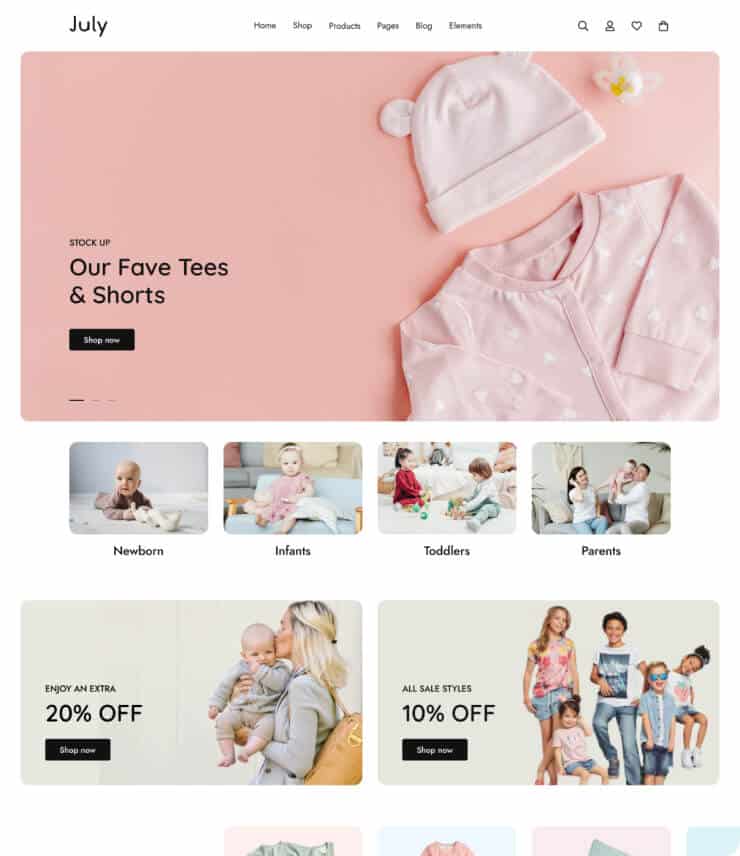 July
Home Shop Products Pages Blog Elements
STOCK UP
Our Fave Tees
& Shorts
Shop now
Newborn
Infants
Toddlers
Parents
ENJOY AN EXTRA
20% OFF
Shop now
ALL SALE STYLES
10% OFF
Shop now